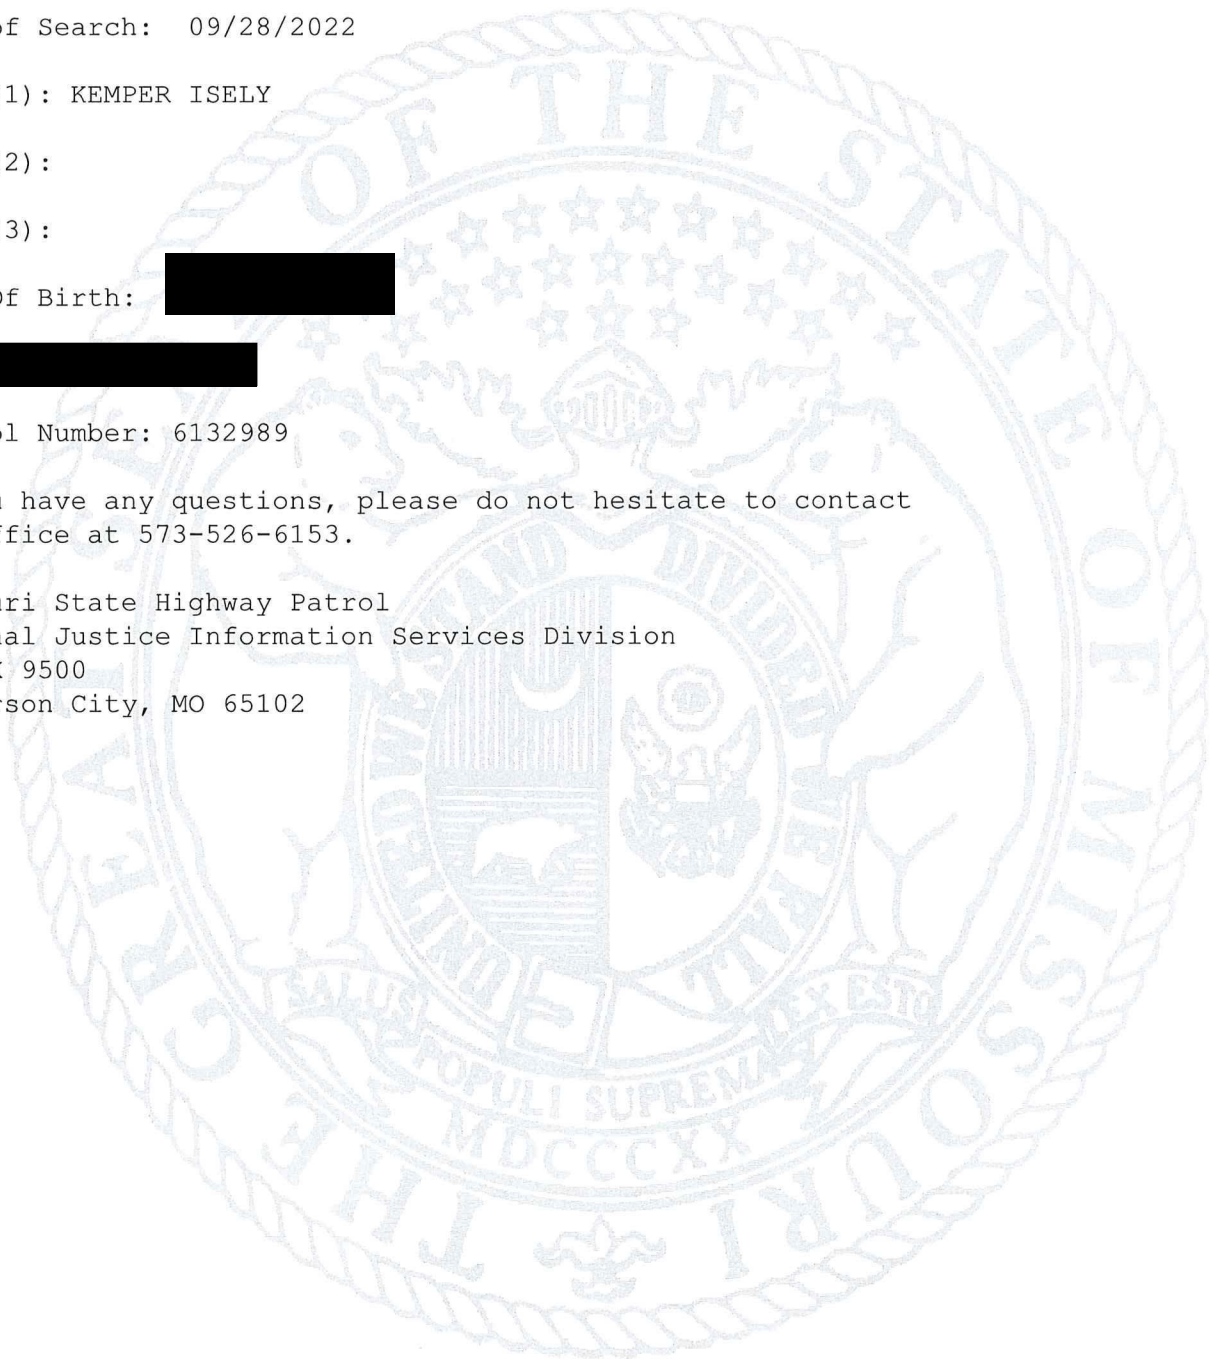 of Search: 09/28/2022
1): KEMPER ISELY
2):
3):
Of Birth:
ol Number: 6132989
u have any questions, please do not hesitate to contact
ffice at 573-526-6153.
uri State Highway Patrol
nal Justice Information Services Division
X 9500
rson City, MO 65102
THE GREAT SEAL OF THE STATE OF MISSOURI
UNITED WE STAND DIVIDED WE FALL
SALUS POPULI SUPREMA LEX ESTO
MDCCCXX